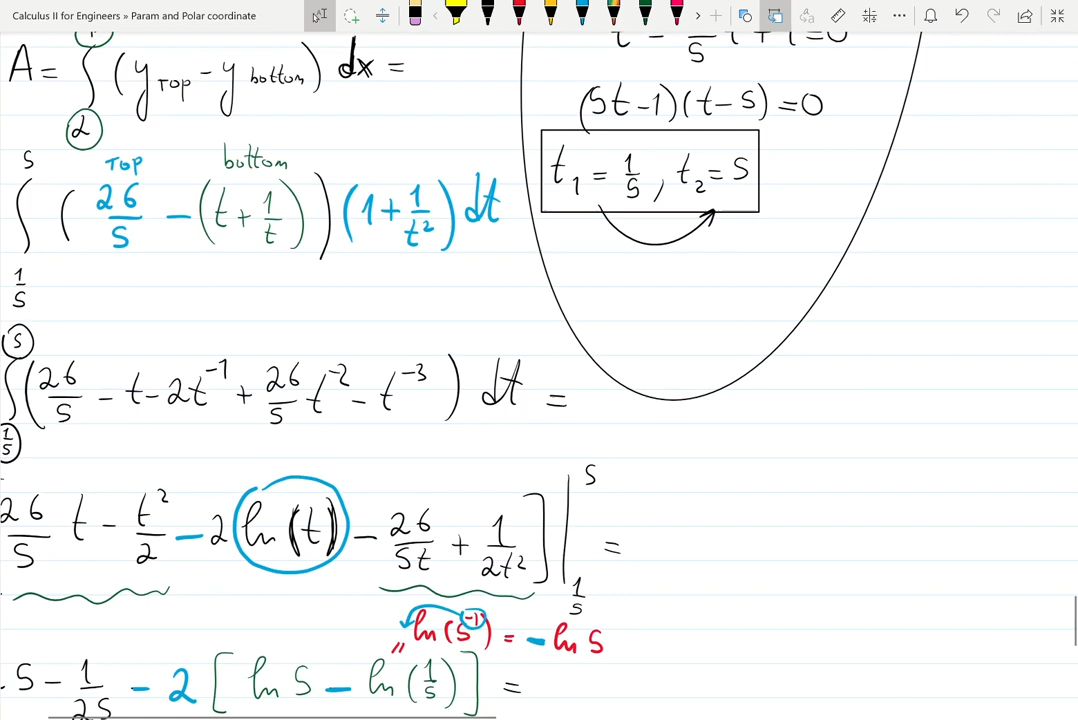 Calculus II for Engineers » Param and Polar coordinate
A = ∫ (y TOP - y bottom) dx =
2
(5t-1)(t-5)=0
t1 = 1/5, t2 = 5
5
TOP bottom
∫ (26/5 - (t + 1/t)) (1 + 1/t²) dt
1/5
5
∫ (26/5 - t - 2t⁻¹ + 26/5 t⁻² - t⁻³) dt =
1/5
26/5 t - t²/2 - 2 ln(t) - 26/5t + 1/2t² ] | 5 =
1/5
" ln(5⁻¹) = - ln 5
5 - 1/25 - 2 [ ln 5 - ln(1/5) ] =